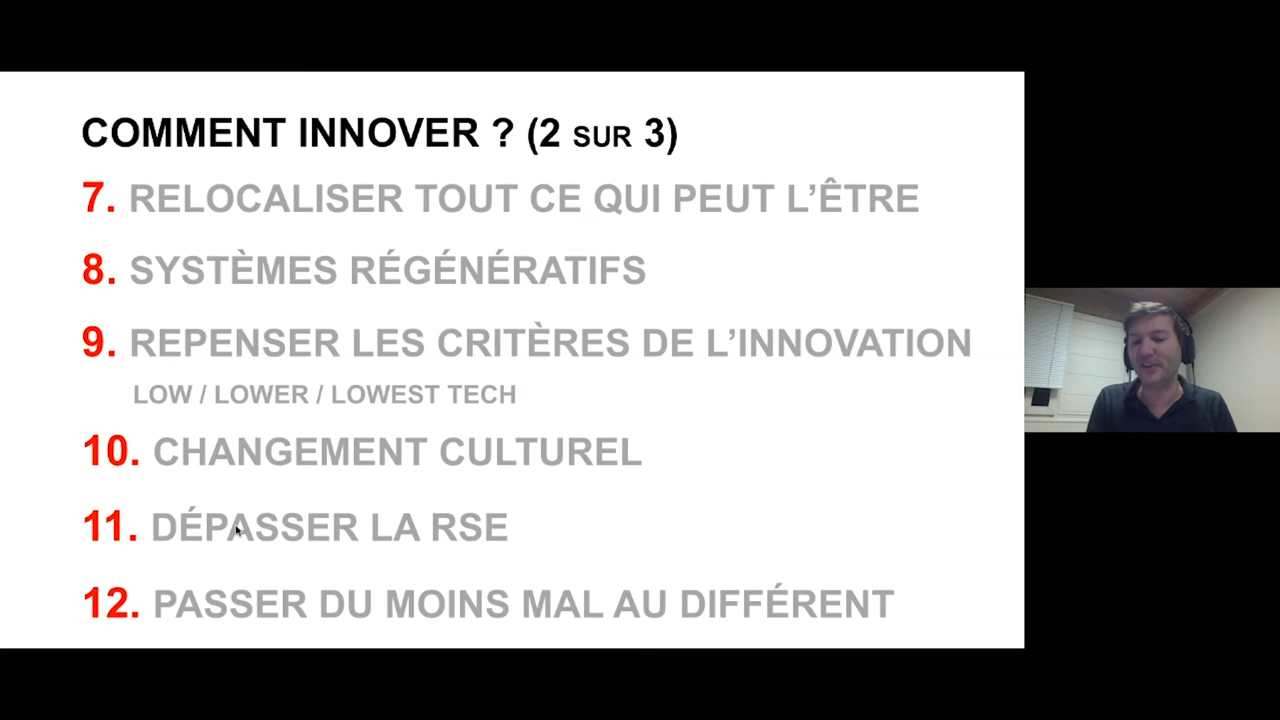 COMMENT INNOVER ? (2 SUR 3)
7. RELOCALISER TOUT CE QUI PEUT L’ÊTRE
8. SYSTÈMES RÉGÉNÉRATIFS
9. REPENSER LES CRITÈRES DE L’INNOVATION
LOW / LOWER / LOWEST TECH
10. CHANGEMENT CULTUREL
11. DÉPASSER LA RSE
12. PASSER DU MOINS MAL AU DIFFÉRENT